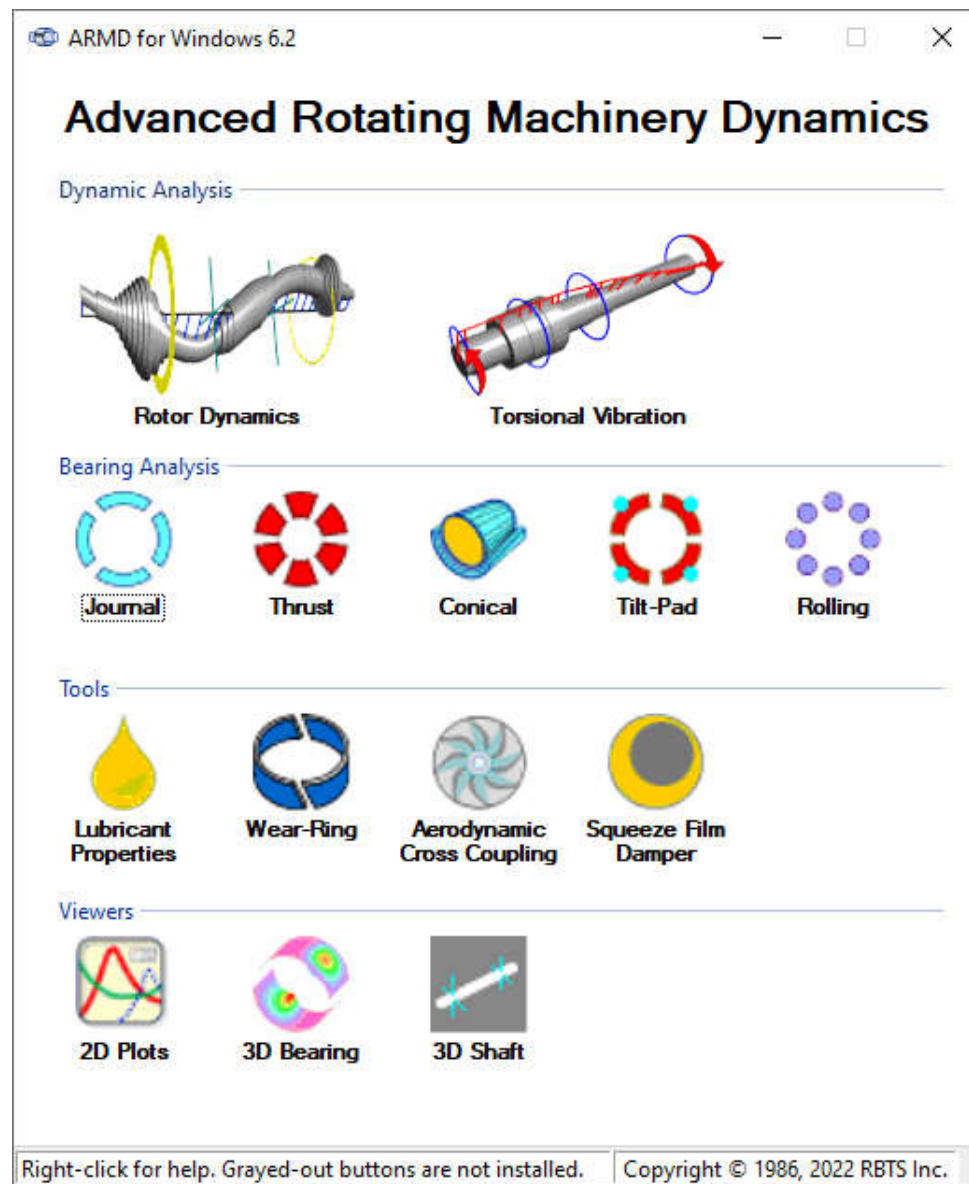 ARMD for Windows 6.2
Advanced Rotating Machinery Dynamics
Dynamic Analysis
Rotor Dynamics
Torsional Vibration
Bearing Analysis
Journal
Thrust
Conical
Tilt-Pad
Rolling
Tools
Lubricant
Properties
Wear-Ring
Aerodynamic
Cross Coupling
Squeeze Film
Damper
Viewers
2D Plots
3D Bearing
3D Shaft
Right-click for help. Grayed-out buttons are not installed.
Copyright © 1986, 2022 RBTS Inc.